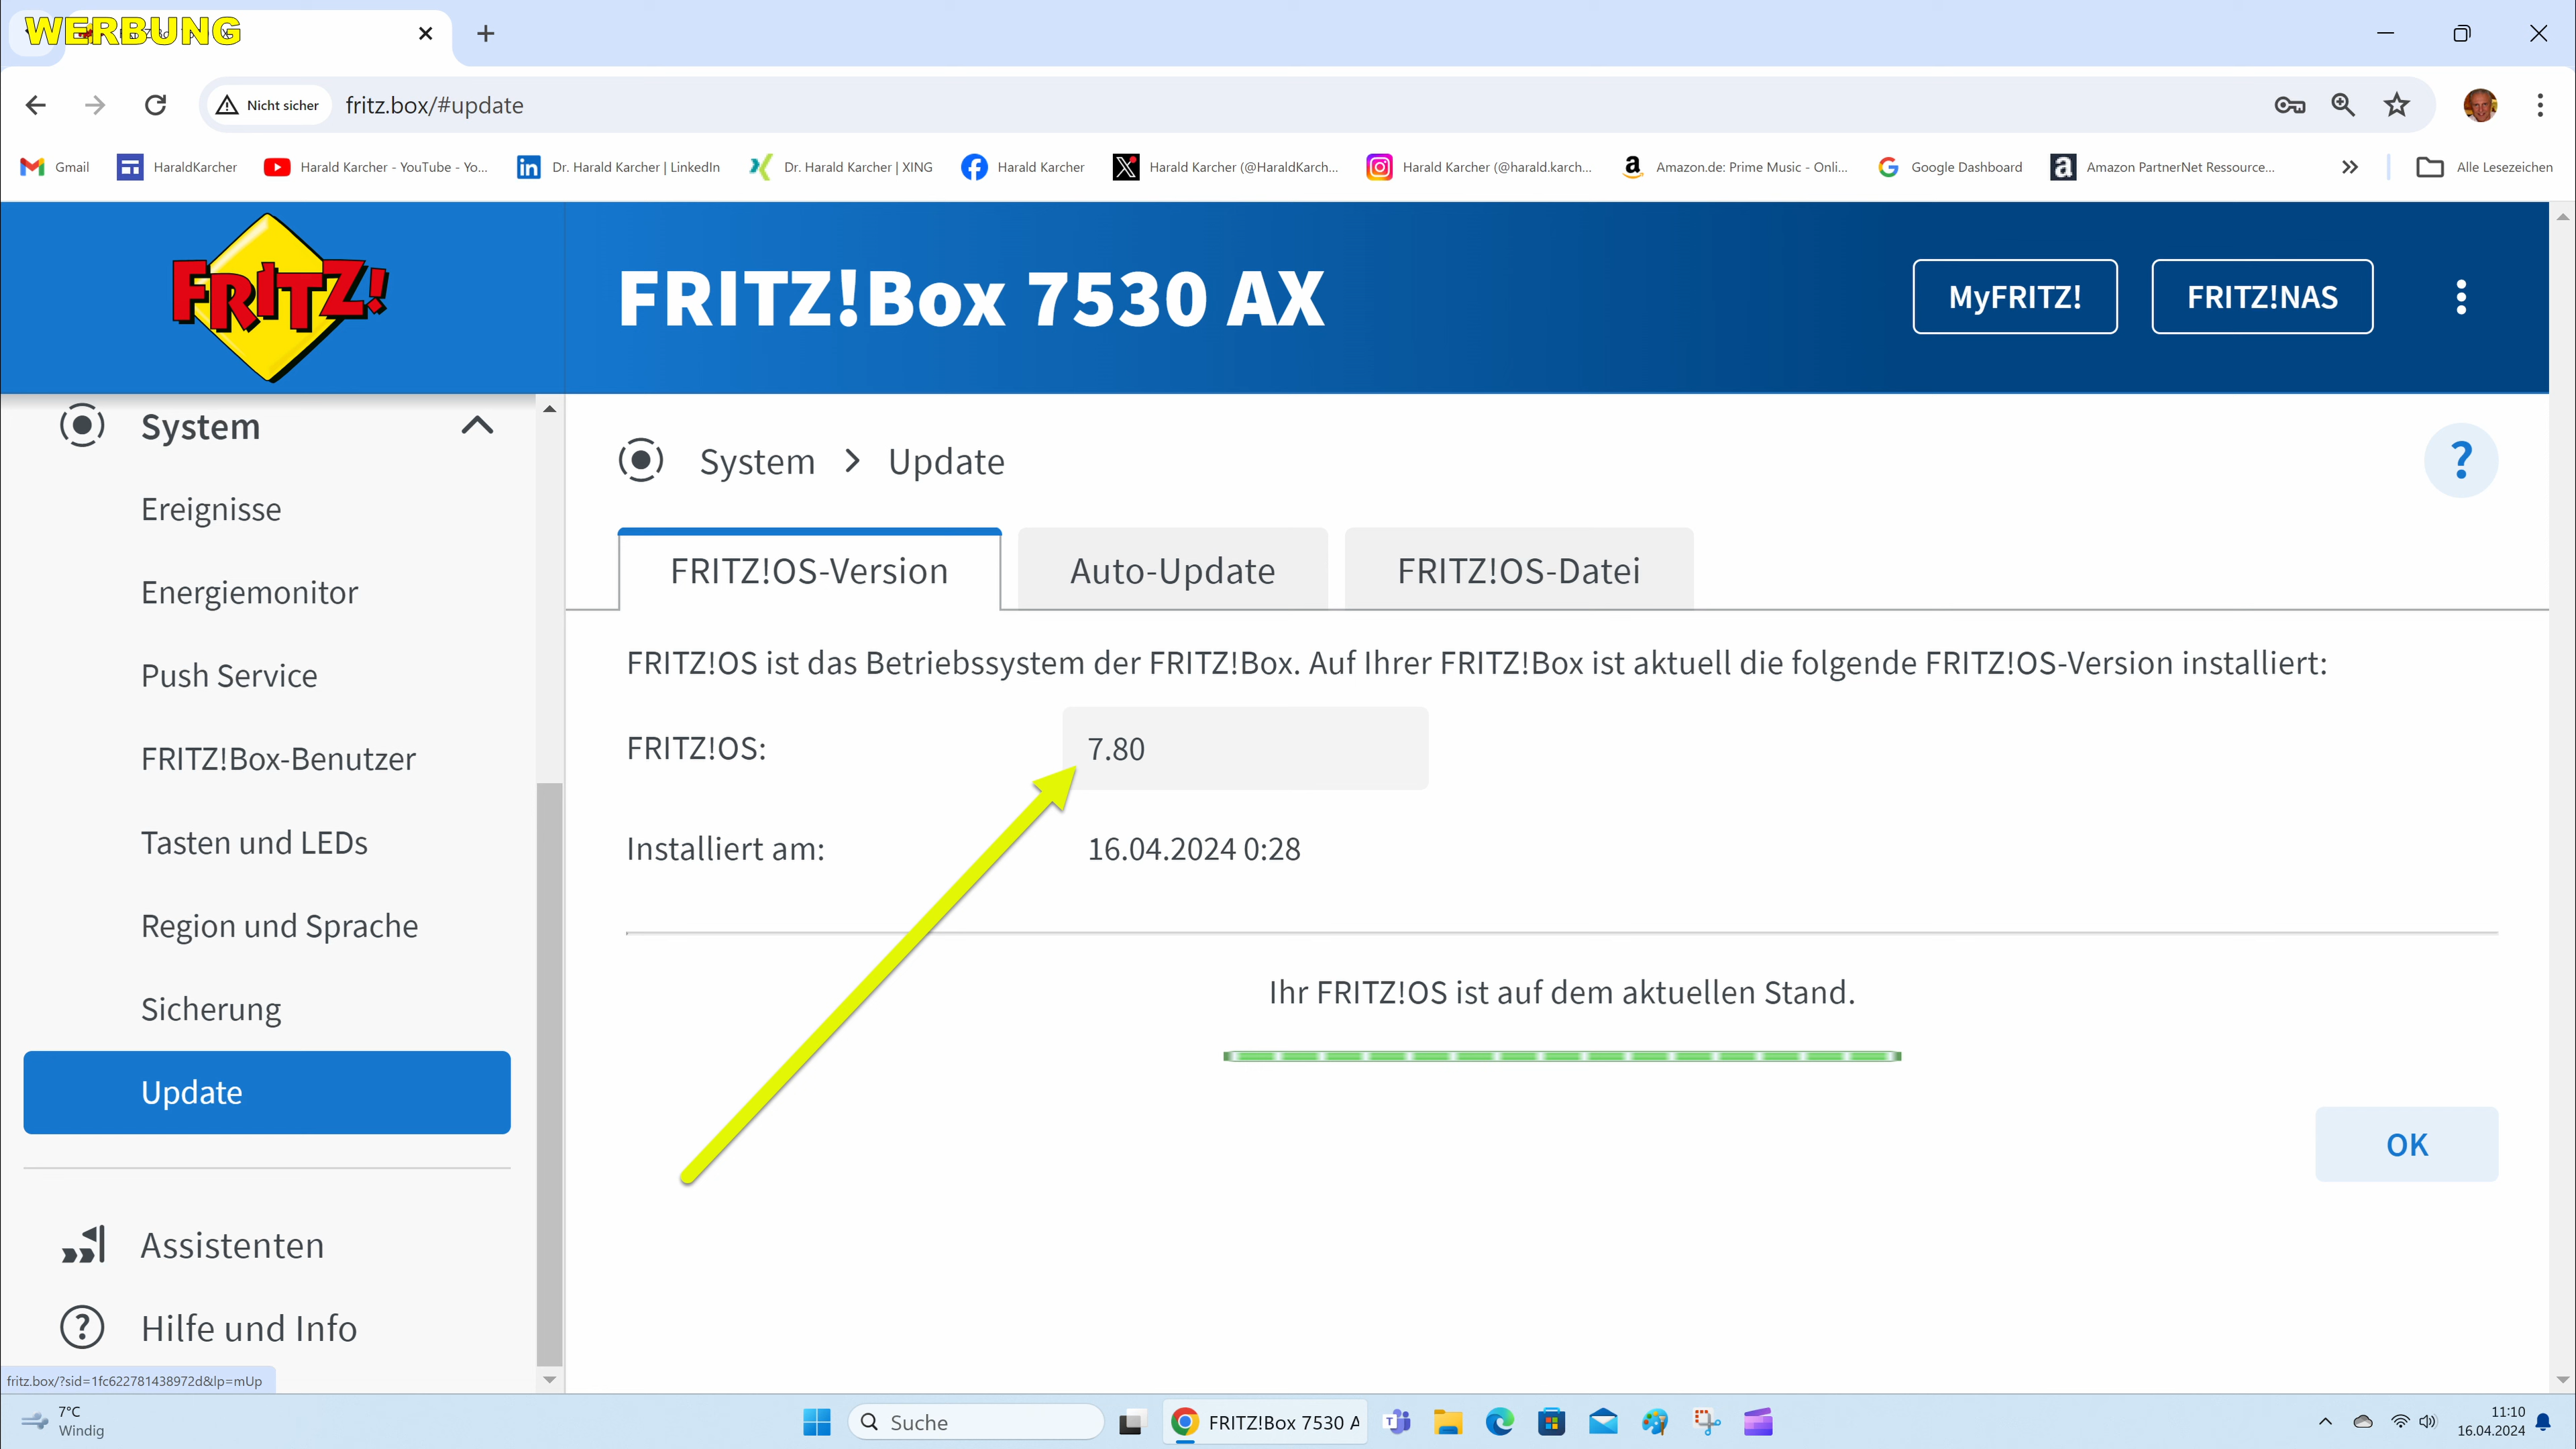 WERBUNG
Nicht sicher
fritz.box/#update
Gmail
HaraldKarcher
Harald Karcher - YouTube - Yo...
Dr. Harald Karcher | LinkedIn
Dr. Harald Karcher | XING
Harald Karcher
Harald Karcher (@HaraldKarch...
Harald Karcher (@harald.karch...
Amazon.de: Prime Music - Onli...
Google Dashboard
Amazon PartnerNet Ressource...
Alle Lesezeichen
FRITZ!
FRITZ!Box 7530 AX
MyFRITZ!
FRITZ!NAS
System
Ereignisse
Energiemonitor
Push Service
FRITZ!Box-Benutzer
Tasten und LEDs
Region und Sprache
Sicherung
Update
Assistenten
Hilfe und Info
fritz.box/?sid=1fc622781438972d&lp=mUp
System > Update
FRITZ!OS-Version
Auto-Update
FRITZ!OS-Datei
FRITZ!OS ist das Betriebssystem der FRITZ!Box. Auf Ihrer FRITZ!Box ist aktuell die folgende FRITZ!OS-Version installiert:
FRITZ!OS: 7.80
Installiert am: 16.04.2024 0:28
Ihr FRITZ!OS ist auf dem aktuellen Stand.
OK
7°C
Windig
Suche
FRITZ!Box 7530 A
11:10
16.04.2024